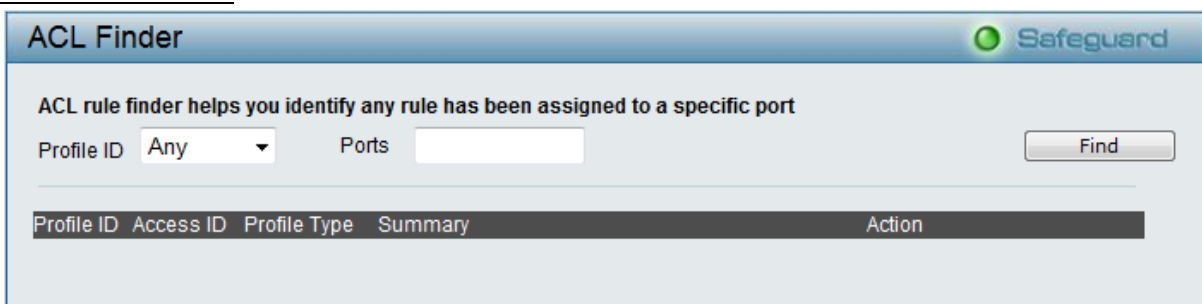 ACL Finder Safeguard
ACL rule finder helps you identify any rule has been assigned to a specific port
Profile ID Any Ports Find
Profile ID Access ID Profile Type Summary Action